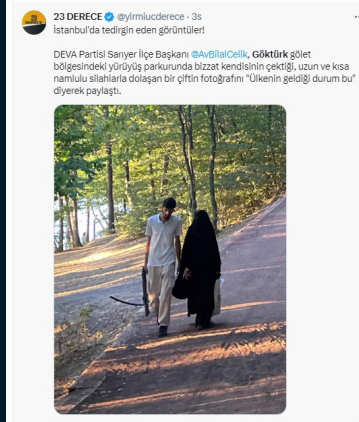 23 DERECE @yirmiucderece · 3s
İstanbul'da tedirgin eden görüntüler!
DEVA Partisi Sarıyer İlçe Başkanı @AvBilalCelik, Göktürk gölet
bölgesindeki yürüyüş parkurunda bizzat kendisinin çektiği, uzun ve kısa
namlulu silahlarla dolaşan bir çiftin fotoğrafını "Ülkenin geldiği durum bu"
diyerek paylaştı.